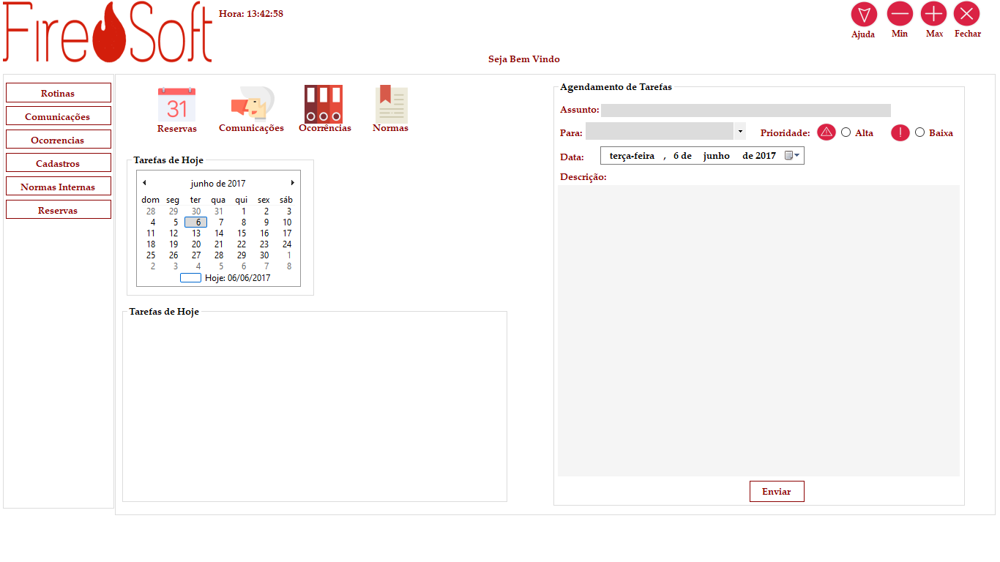 FireSoft
Hora: 13:42:58
Ajuda
Min
Max
Fechar
Seja Bem Vindo
Rotinas
Comunicações
Ocorrencias
Cadastros
Normas Internas
Reservas
31
Reservas
Comunicações
Ocorrências
Normas
Tarefas de Hoje
junho de 2017
dom seg ter qua qui sex sáb
28 29 30 31 1 2 3
4 5 6 7 8 9 10
11 12 13 14 15 16 17
18 19 20 21 22 23 24
25 26 27 28 29 30 1
2 3 4 5 6 7 8
Hoje: 06/06/2017
Tarefas de Hoje
Agendamento de Tarefas
Assunto:
Para:
Prioridade:
Alta
Baixa
Data:
terça-feira , 6 de junho de 2017
Descrição:
Enviar